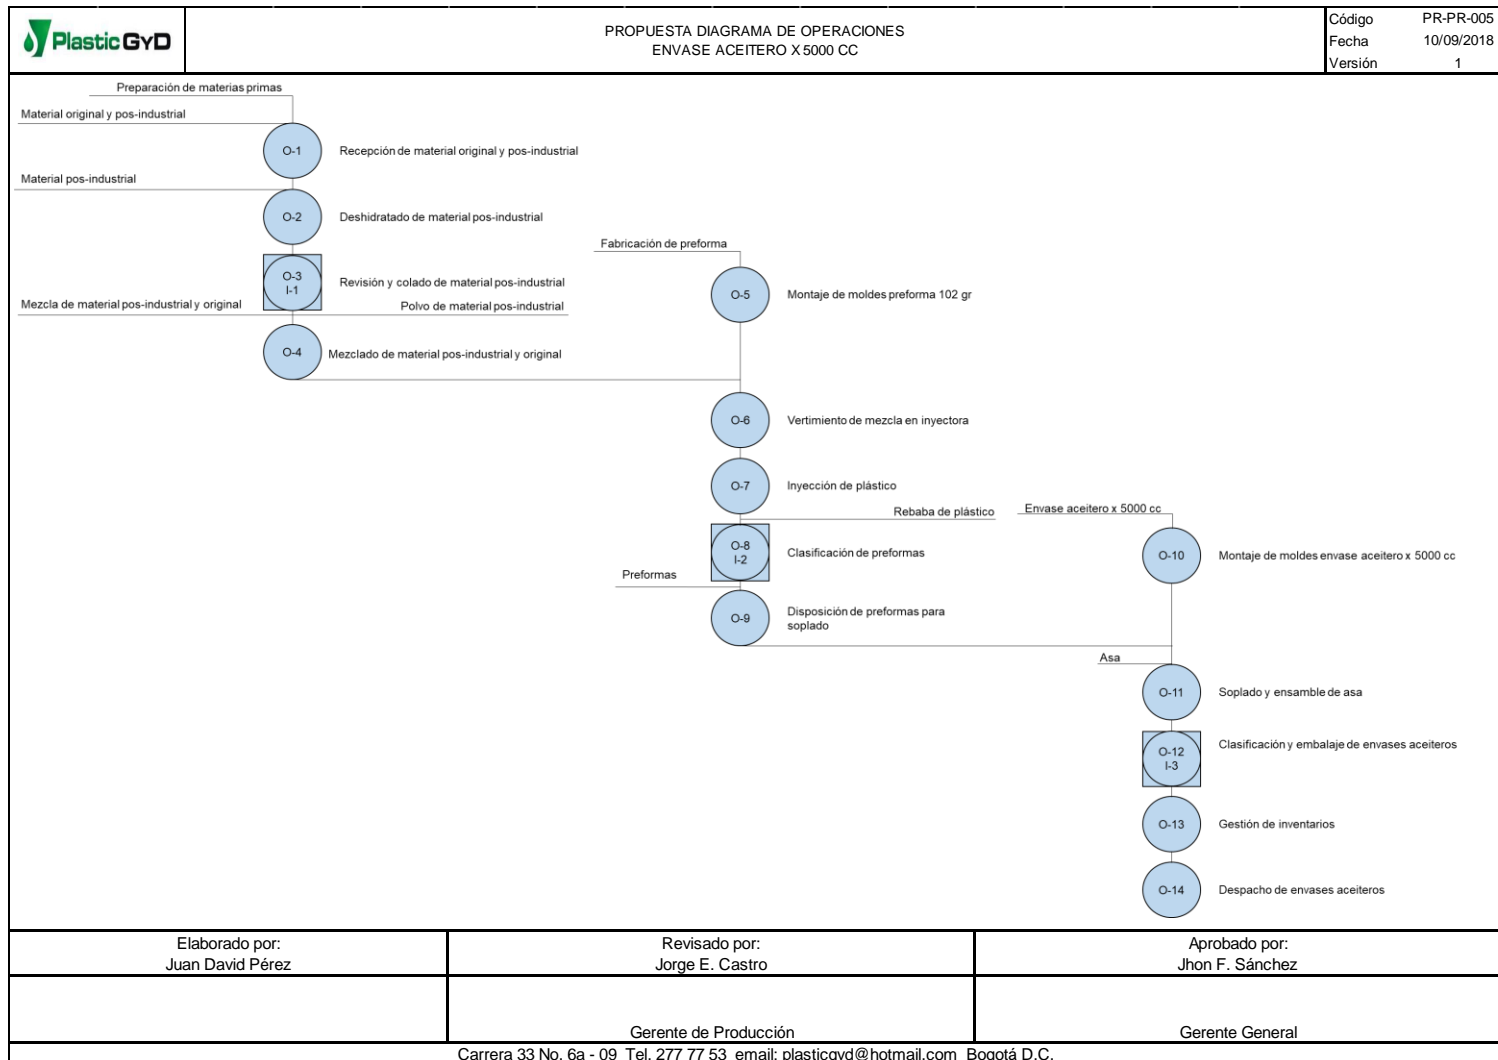 Plastic GYD
PROPUESTA DIAGRAMA DE OPERACIONES
ENVASE ACEITERO X 5000 CC
Código PR-PR-005
Fecha 10/09/2018
Versión 1
Preparación de materias primas
Material original y pos-industrial
O-1 Recepción de material original y pos-industrial
Material pos-industrial
O-2 Deshidratado de material pos-industrial
O-3
I-1
Revisión y colado de material pos-industrial
Mezcla de material pos-industrial y original
Polvo de material pos-industrial
O-4 Mezclado de material pos-industrial y original
Fabricación de preforma
O-5 Montaje de moldes preforma 102 gr
O-6 Vertimiento de mezcla en inyectora
O-7 Inyección de plástico
Rebaba de plástico
O-8
I-2
Clasificación de preformas
Preformas
O-9 Disposición de preformas para
soplado
Envase aceitero x 5000 cc
O-10 Montaje de moldes envase aceitero x 5000 cc
Asa
O-11 Soplado y ensamble de asa
O-12
I-3
Clasificación y embalaje de envases aceiteros
O-13 Gestión de inventarios
O-14 Despacho de envases aceiteros
Elaborado por:
Juan David Pérez
Revisado por:
Jorge E. Castro
Aprobado por:
Jhon F. Sánchez
Gerente de Producción
Gerente General
Carrera 33 No. 6a - 09 Tel. 277 77 53 email: plasticgyd@hotmail.com Bogotá D.C.